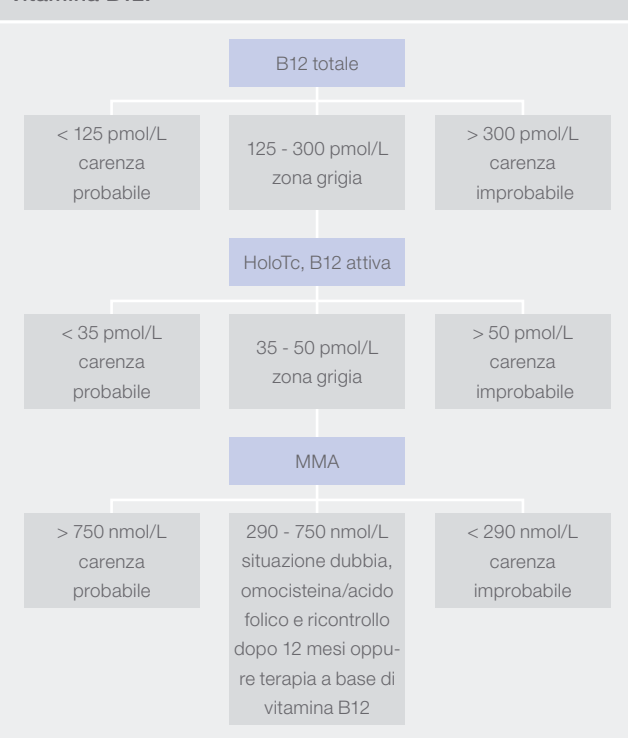 vitamina B12.
B12 totale
< 125 pmol/L
carenza
probabile
125 - 300 pmol/L
zona grigia
> 300 pmol/L
carenza
improbabile
HoloTc, B12 attiva
< 35 pmol/L
carenza
probabile
35 - 50 pmol/L
zona grigia
> 50 pmol/L
carenza
improbabile
MMA
> 750 nmol/L
carenza
probabile
290 - 750 nmol/L
situazione dubbia,
omocisteina/acido
folico e ricontrollo
dopo 12 mesi oppu-
re terapia a base di
vitamina B12
< 290 nmol/L
carenza
improbabile